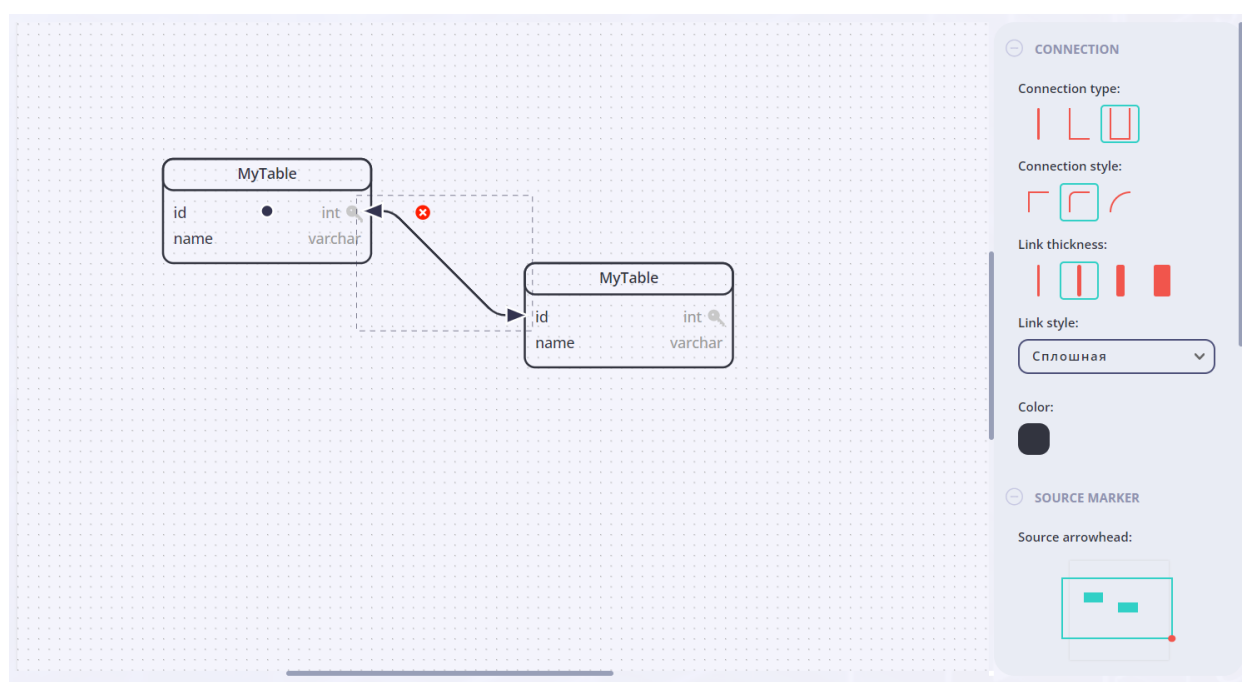 MyTable
id int
name varchar
MyTable
id int
name varchar
CONNECTION
Connection type:
Connection style:
Link thickness:
Link style:
Сплошная
Color:
SOURCE MARKER
Source arrowhead: